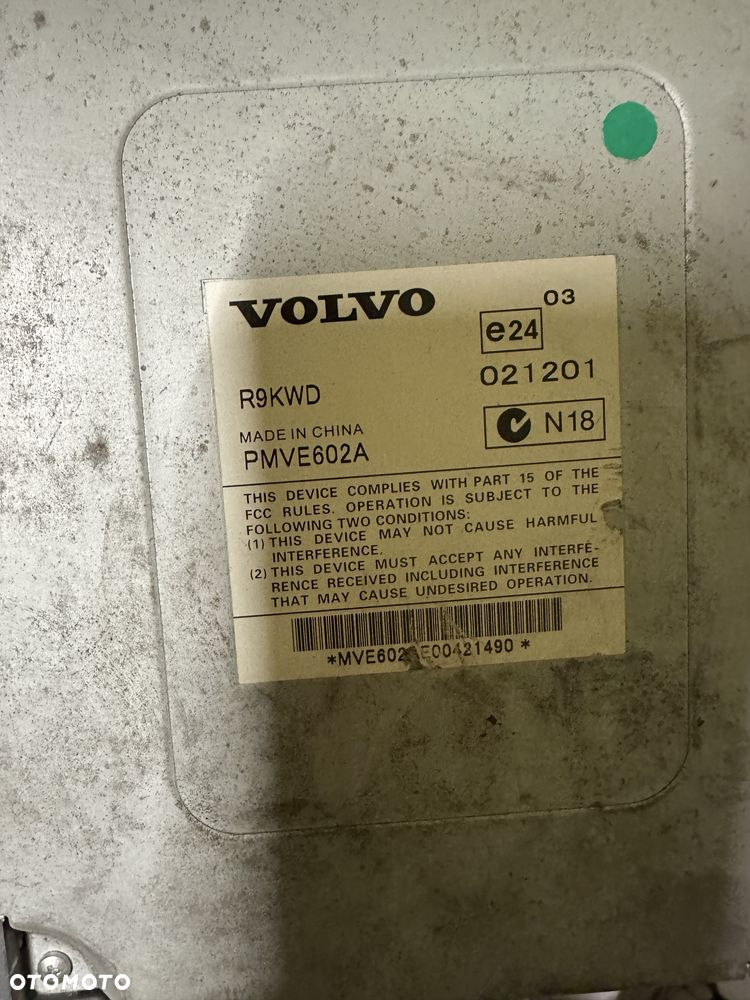 VOLVO
03
e24
021201
R9KWD
N18
MADE IN CHINA
PMVE602A
THIS DEVICE COMPLIES WITH PART 15 OF THE
FCC RULES. OPERATION IS SUBJECT TO THE
FOLLOWING TWO CONDITIONS:
(1) THIS DEVICE MAY NOT CAUSE HARMFUL
INTERFERENCE.
(2) THIS DEVICE MUST ACCEPT ANY INTERFE-
RENCE RECEIVED INCLUDING INTERFERENCE
THAT MAY CAUSE UNDESIRED OPERATION.
OTOMOTO